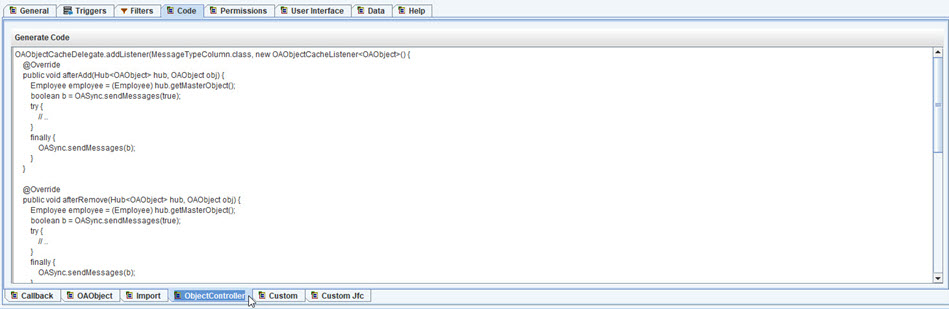 General Triggers Filters Code Permissions User Interface Data Help
Generate Code
OAObjectCacheDelegate.addListener(MessageTypeColumn.class, new OAObjectCacheListener<OAObject>() {
@Override
public void afterAdd(Hub<OAObject> hub, OAObject obj) {
Employee employee = (Employee) hub.getMasterObject();
boolean b = OASync.sendMessages(true);
try {
// ..
}
finally {
OASync.sendMessages(b);
}
}
@Override
public void afterRemove(Hub<OAObject> hub, OAObject obj) {
Employee employee = (Employee) hub.getMasterObject();
boolean b = OASync.sendMessages(true);
try {
// ..
}
finally {
OASync.sendMessages(b);
}
Callback OAObject Import ObjectController Custom Custom Jfc